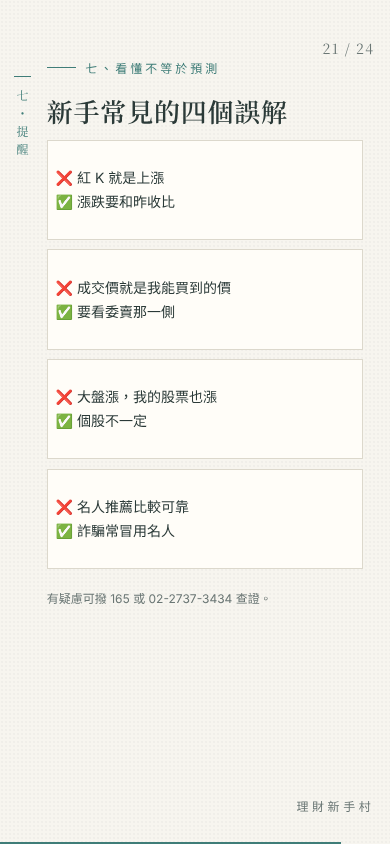 21 / 24
七、看懂不等於預測
七・提醒
新手常見的四個誤解
❌ 紅 K 就是上漲
✅ 漲跌要和昨收比
❌ 成交價就是我能買到的價
✅ 要看委賣那一側
❌ 大盤漲，我的股票也漲
✅ 個股不一定
❌ 名人推薦比較可靠
✅ 詐騙常冒用名人
有疑慮可撥 165 或 02-2737-3434 查證。
理財新手村